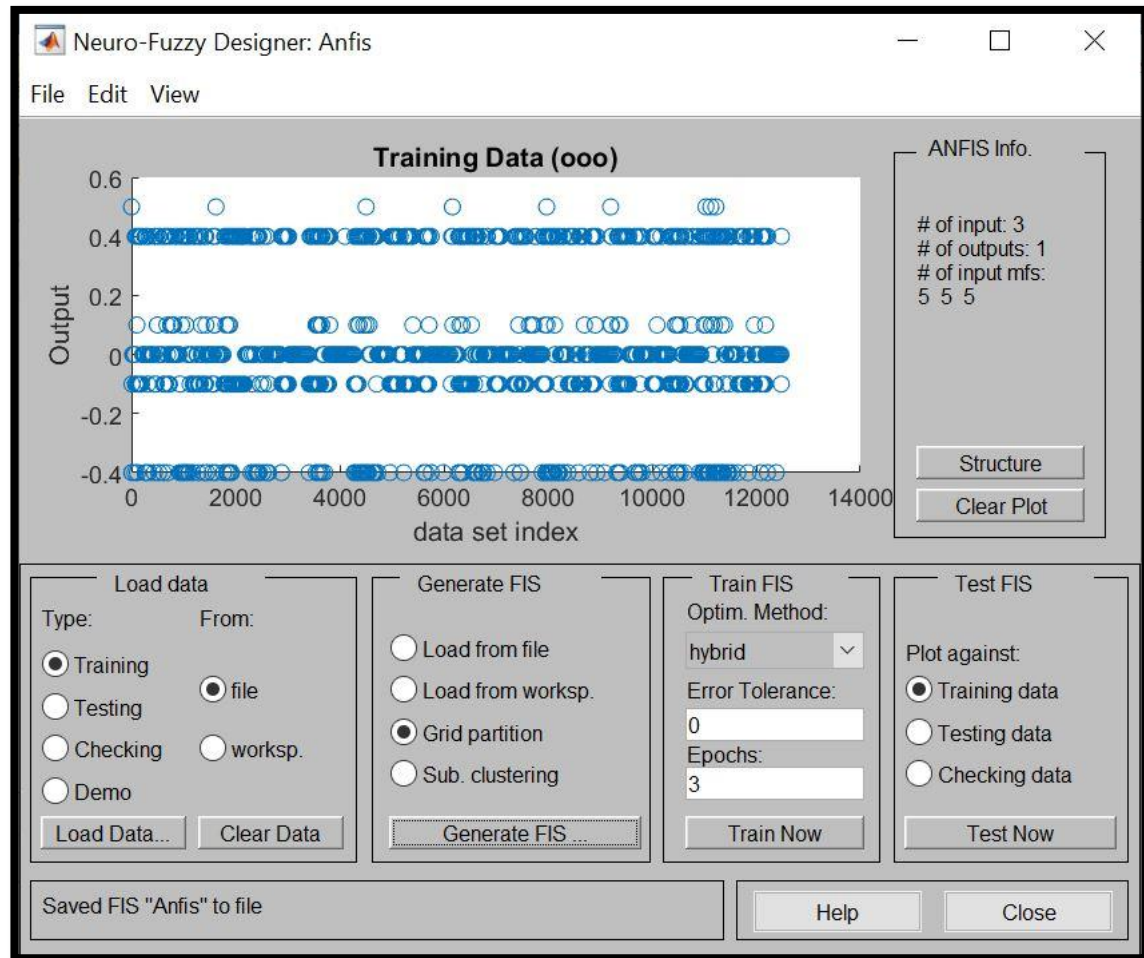 Neuro-Fuzzy Designer: Anfis
File Edit View
Training Data (ooo)
0.6
0.4
0.2
0
-0.2
-0.4
Output
0 2000 4000 6000 8000 10000 12000 14000
data set index
ANFIS Info.
# of input: 3
# of outputs: 1
# of input mfs:
5 5 5
Structure
Clear Plot
Load data
Type: From:
Training
file
Testing
Checking
worksp.
Demo
Load Data... Clear Data
Generate FIS
Load from file
Load from worksp.
Grid partition
Sub. clustering
Generate FIS ...
Train FIS
Optim. Method:
hybrid
Error Tolerance:
0
Epochs:
3
Train Now
Test FIS
Plot against:
Training data
Testing data
Checking data
Test Now
Saved FIS "Anfis" to file
Help
Close